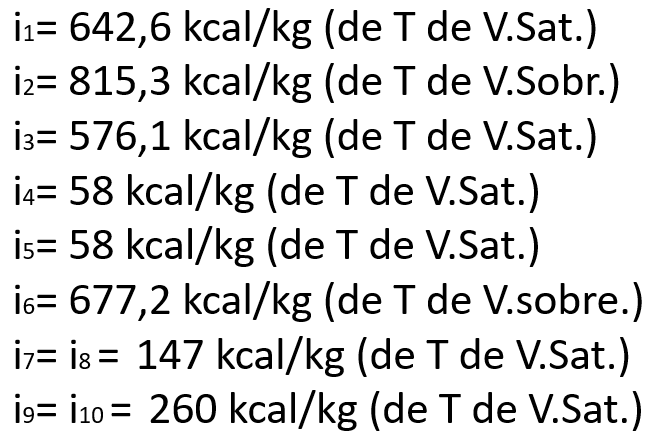 i1= 642,6 kcal/kg (de T de V.Sat.)
i2= 815,3 kcal/kg (de T de V.Sobr.)
i3= 576,1 kcal/kg (de T de V.Sat.)
i4= 58 kcal/kg (de T de V.Sat.)
i5= 58 kcal/kg (de T de V.Sat.)
i6= 677,2 kcal/kg (de T de V.sobre.)
i7= i8 = 147 kcal/kg (de T de V.Sat.)
i9= i10 = 260 kcal/kg (de T de V.Sat.)